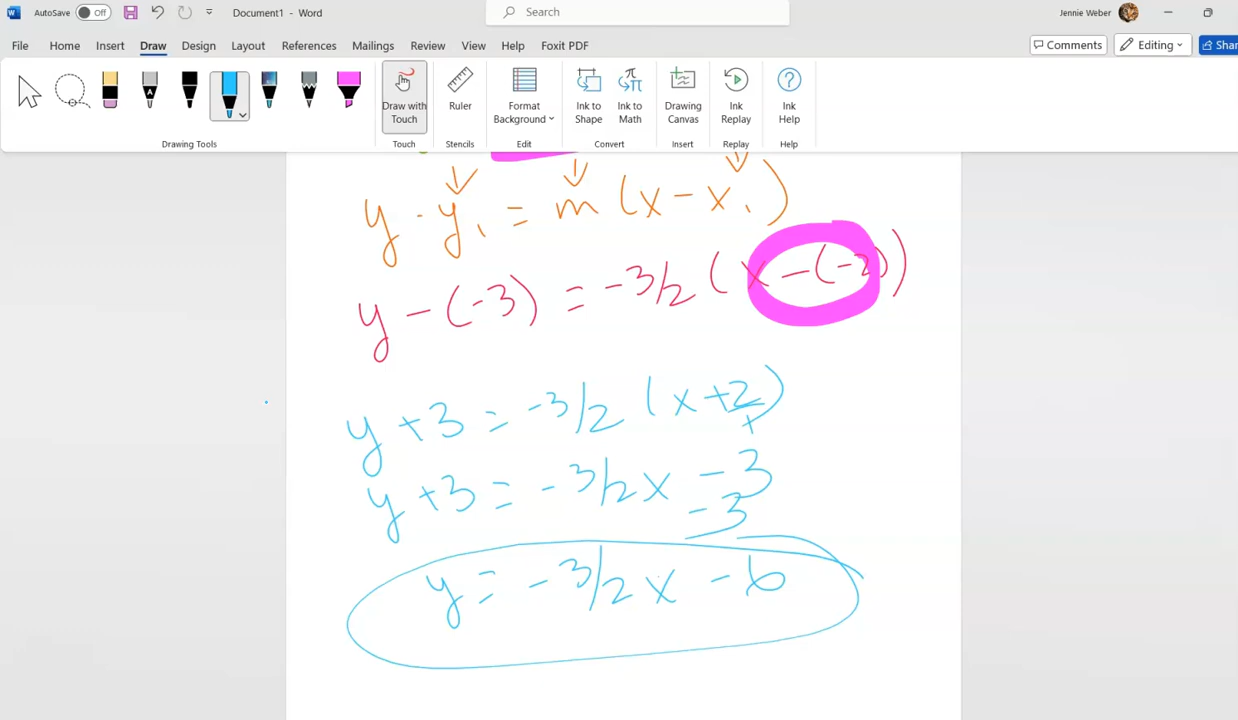 AutoSave Off Document1 - Word Search Jennie Weber
File Home Insert Draw Design Layout References Mailings Review View Help Foxit PDF Comments Editing Shar
Draw with Touch Ruler Format Background Ink to Shape Ink to Math Drawing Canvas Ink Replay Ink Help
Drawing Tools Touch Stencils Edit Convert Insert Replay Help
y - y₁ = m (x - x₁)
y - (-3) = -3/2 (x - (-2))
y + 3 = -3/2 (x + 2)
y + 3 = -3/2x - 3
- 3
y = -3/2x - 6